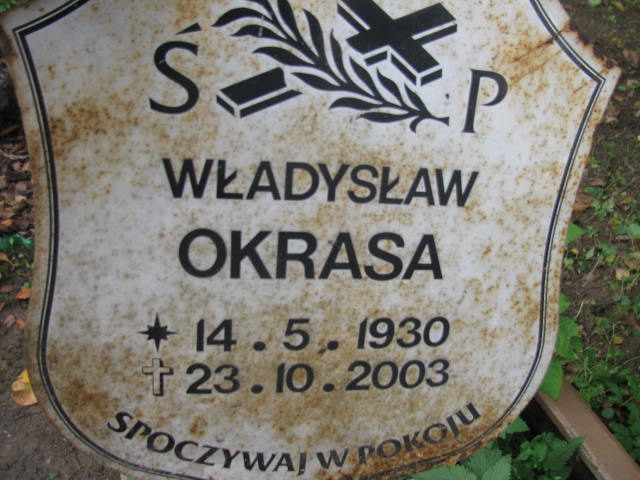 Ś P
WŁADYSŁAW
OKRASA
14.5.1930
23.10.2003
SPOCZYWAJ W POKOJU